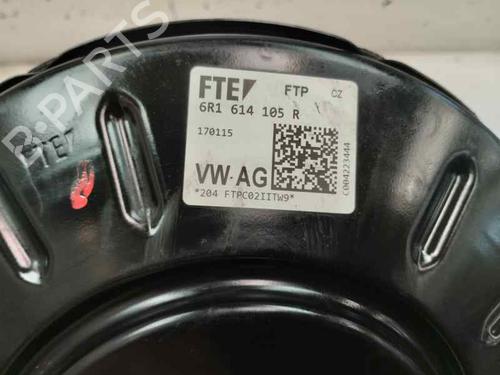 FTE FTP CZ
6R1 614 105 R
170115
VW·AG
*204 FTPC02IITW9*
C004223444
FTE
B-PARTS